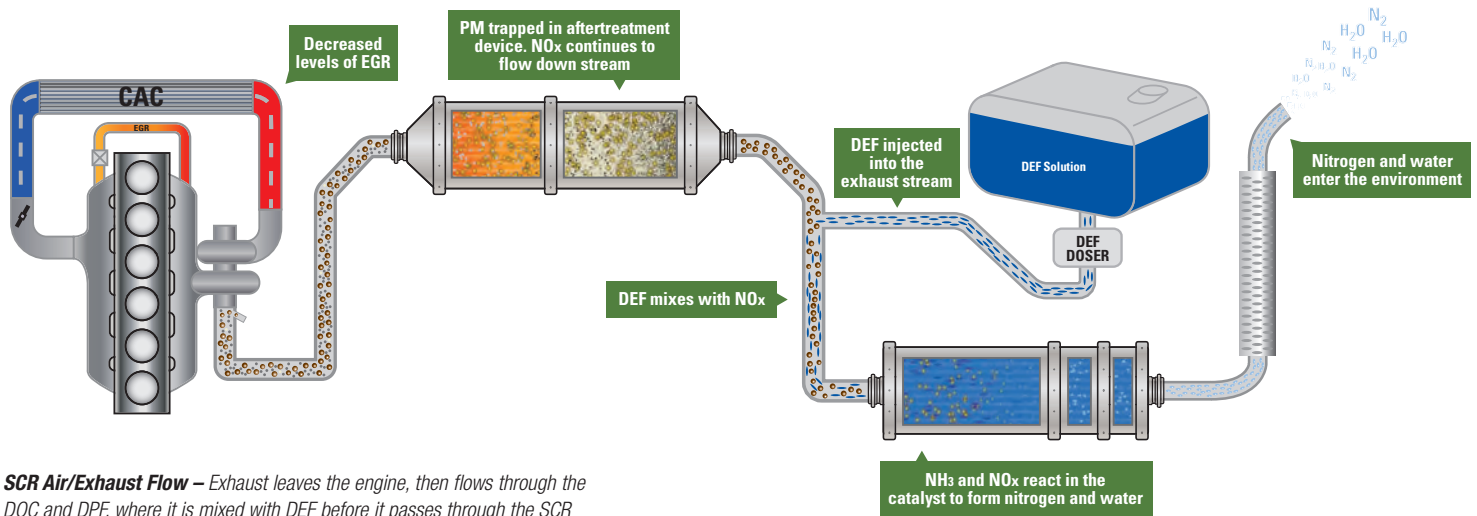 Decreased
levels of EGR
PM trapped in aftertreatment
device. NOx continues to
flow down stream
CAC
EGR
DEF injected
into the
exhaust stream
DEF Solution
DEF
DOSER
N2
H2O
H2O
N2
H2O
N2
N2
Nitrogen and water
enter the environment
DEF mixes with NOx
NH3 and NOx react in the
catalyst to form nitrogen and water
SCR Air/Exhaust Flow – Exhaust leaves the engine, then flows through the
DOC and DPF, where it is mixed with DEF before it passes through the SCR